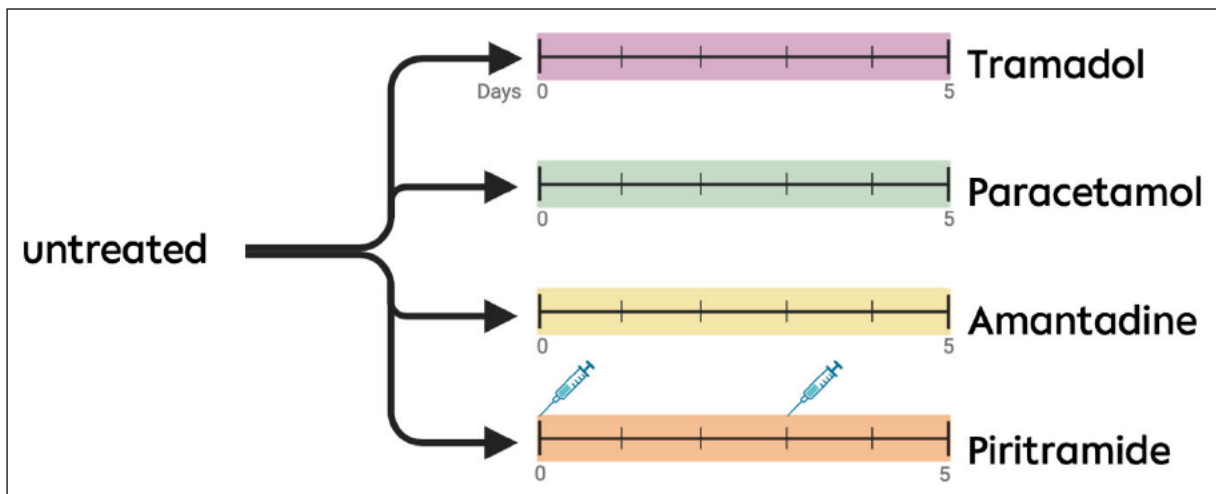 Tramadol
Days 0 5
Paracetamol
0 5
untreated
Amantadine
0 5
Piritramide
0 5